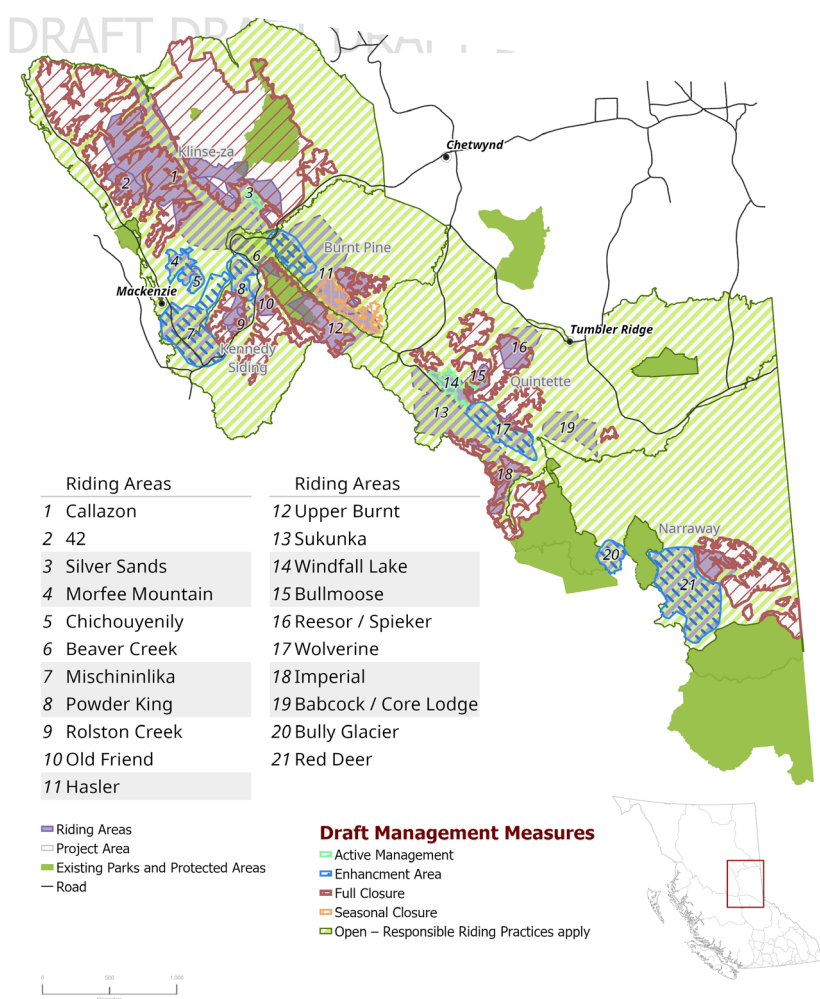 DRAFT DRAFT DRAFT
Chetwynd
Klinse-za
1
2
3
Burnt Pine
4
6
5
11
8
Mackenzie
10
7
9
12
Tumbler Ridge
Kennedy
Siding
16
15
14
Quintette
13
19
17
18
Narraway
20
21
Riding Areas
1 Callazon
2 42
3 Silver Sands
4 Morfee Mountain
5 Chichouyenily
6 Beaver Creek
7 Mischininlika
8 Powder King
9 Rolston Creek
10 Old Friend
11 Hasler
Riding Areas
12 Upper Burnt
13 Sukunka
14 Windfall Lake
15 Bullmoose
16 Reesor / Spieker
17 Wolverine
18 Imperial
19 Babcock / Core Lodge
20 Bully Glacier
21 Red Deer
Riding Areas
Project Area
Existing Parks and Protected Areas
Road
Draft Management Measures
Active Management
Enhancment Area
Full Closure
Seasonal Closure
Open – Responsible Riding Practices apply
0 500 1,000